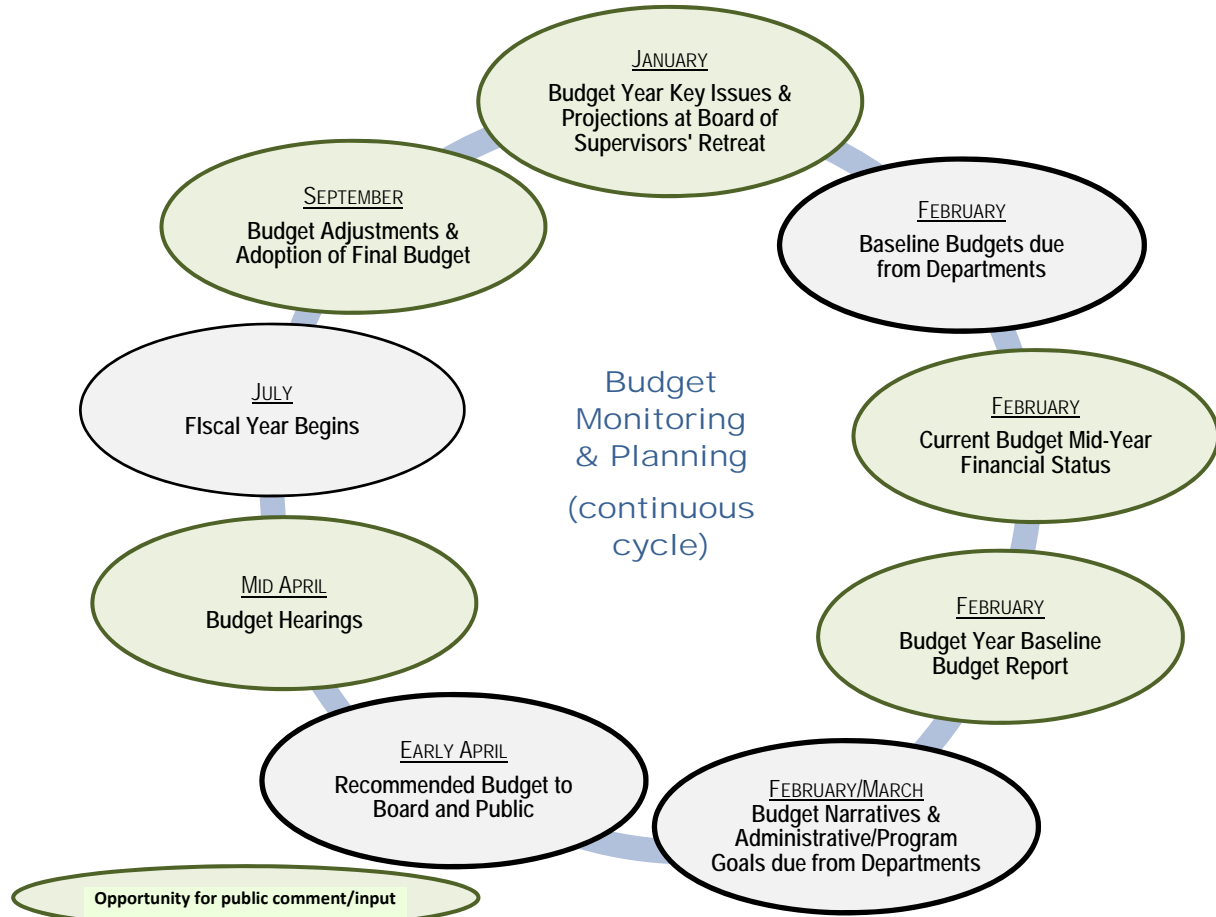 JANUARY
Budget Year Key Issues &
Projections at Board of
Supervisors' Retreat
FEBRUARY
Baseline Budgets due
from Departments
FEBRUARY
Current Budget Mid-Year
Financial Status
FEBRUARY
Budget Year Baseline
Budget Report
FEBRUARY/MARCH
Budget Narratives &
Administrative/Program
Goals due from Departments
EARLY APRIL
Recommended Budget to
Board and Public
MID APRIL
Budget Hearings
JULY
FIscal Year Begins
SEPTEMBER
Budget Adjustments &
Adoption of Final Budget
Budget
Monitoring
& Planning
(continuous
cycle)
Opportunity for public comment/input